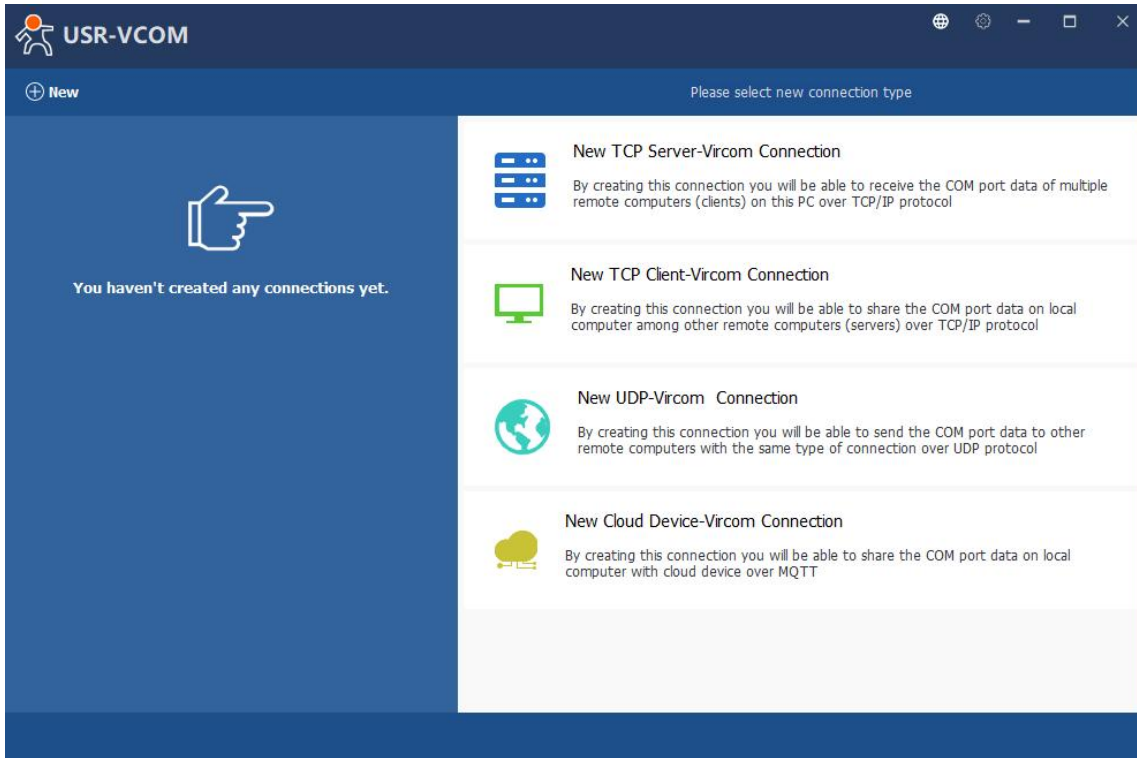 USR-VCOM
New
Please select new connection type
You haven't created any connections yet.
New TCP Server-Vircom Connection
By creating this connection you will be able to receive the COM port data of multiple
remote computers (clients) on this PC over TCP/IP protocol
New TCP Client-Vircom Connection
By creating this connection you will be able to share the COM port data on local
computer among other remote computers (servers) over TCP/IP protocol
New UDP-Vircom  Connection
By creating this connection you will be able to send the COM port data to other
remote computers with the same type of connection over UDP protocol
New Cloud Device-Vircom Connection
By creating this connection you will be able to share the COM port data on local
computer with cloud device over MQTT